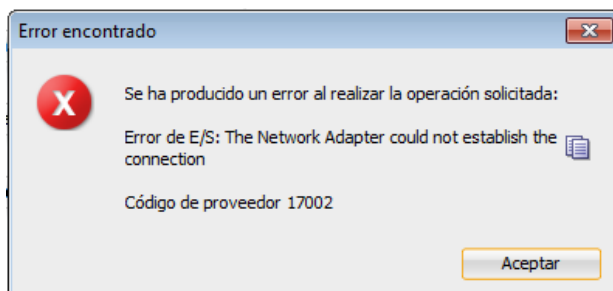 Error encontrado
Se ha producido un error al realizar la operación solicitada:
Error de E/S: The Network Adapter could not establish the
connection
Código de proveedor 17002
Aceptar